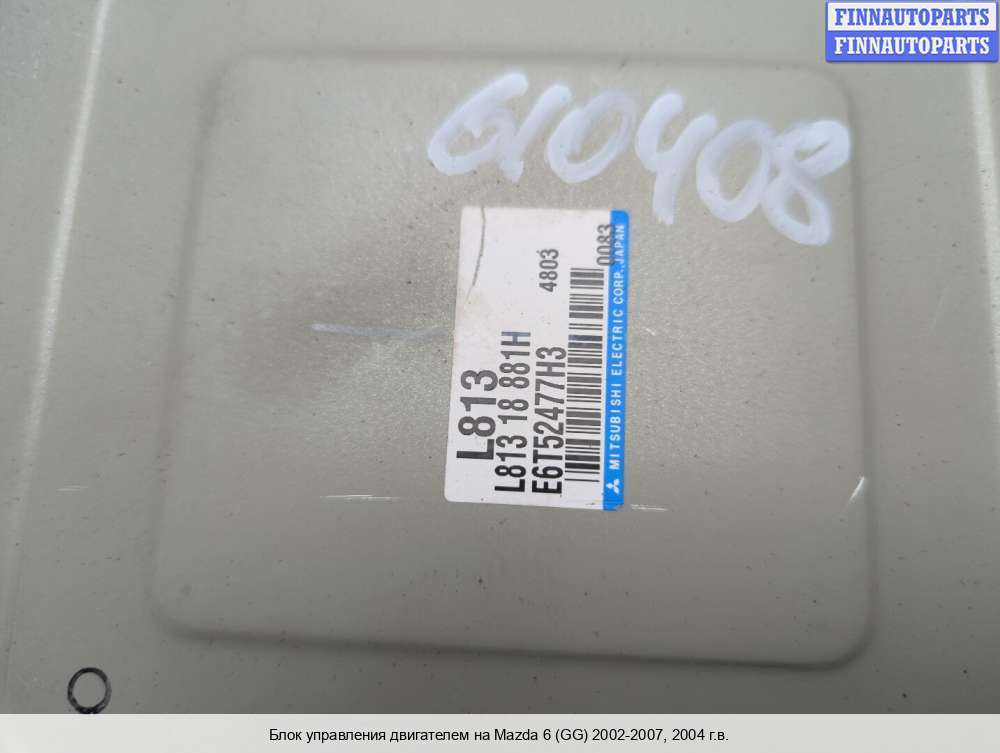 FINNAUTOPARTS
FINNAUTOPARTS
610408
L813
L813 18 881H
E6T52477H3
4803
0083
MITSUBISHI ELECTRIC CORP. JAPAN
Блок управления двигателем на Mazda 6 (GG) 2002-2007, 2004 г.в.